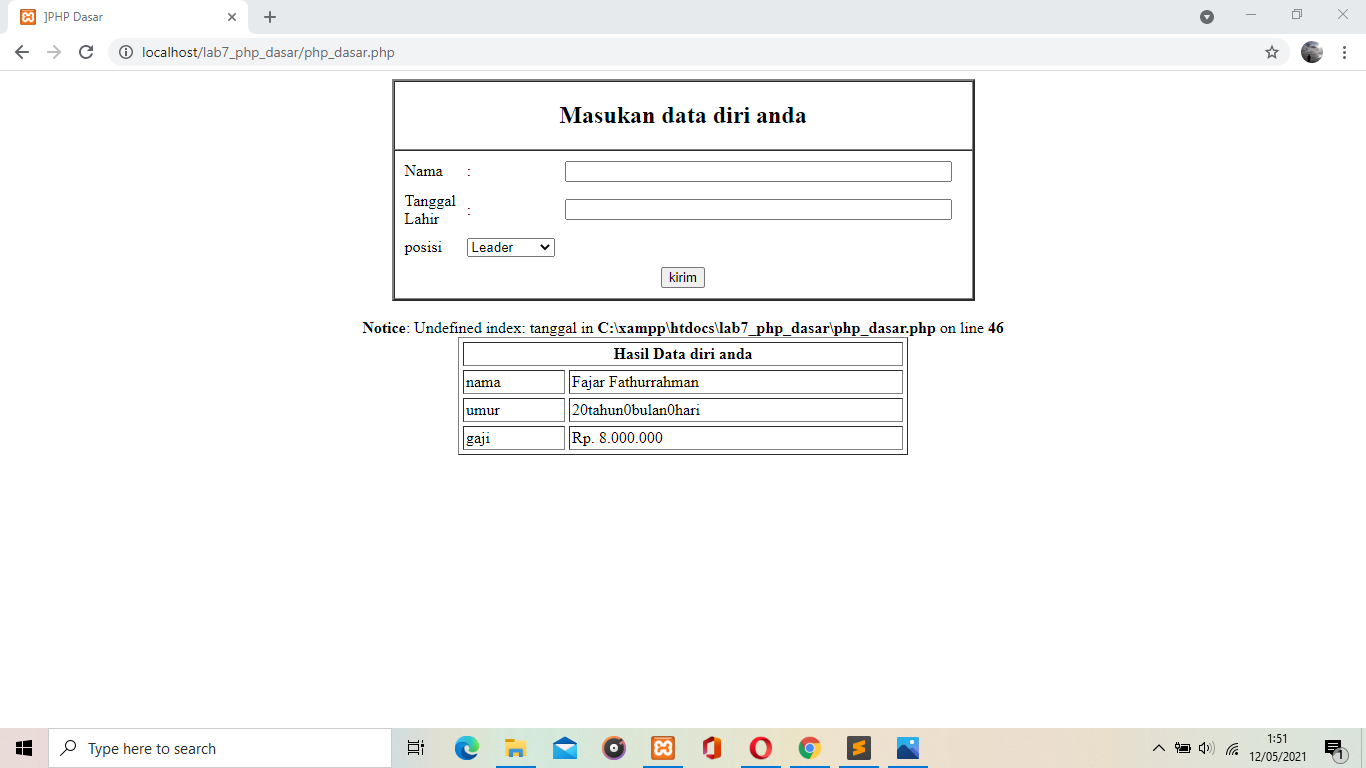 ]PHP Dasar
localhost/lab7_php_dasar/php_dasar.php
Masukan data diri anda
Nama :
Tanggal
Lahir :
posisi Leader
kirim
Notice: Undefined index: tanggal in C:\xampp\htdocs\lab7_php_dasar\php_dasar.php on line 46
Hasil Data diri anda
nama Fajar Fathurrahman
umur 20tahun0bulan0hari
gaji Rp. 8.000.000
Type here to search
1:51
12/05/2021
1